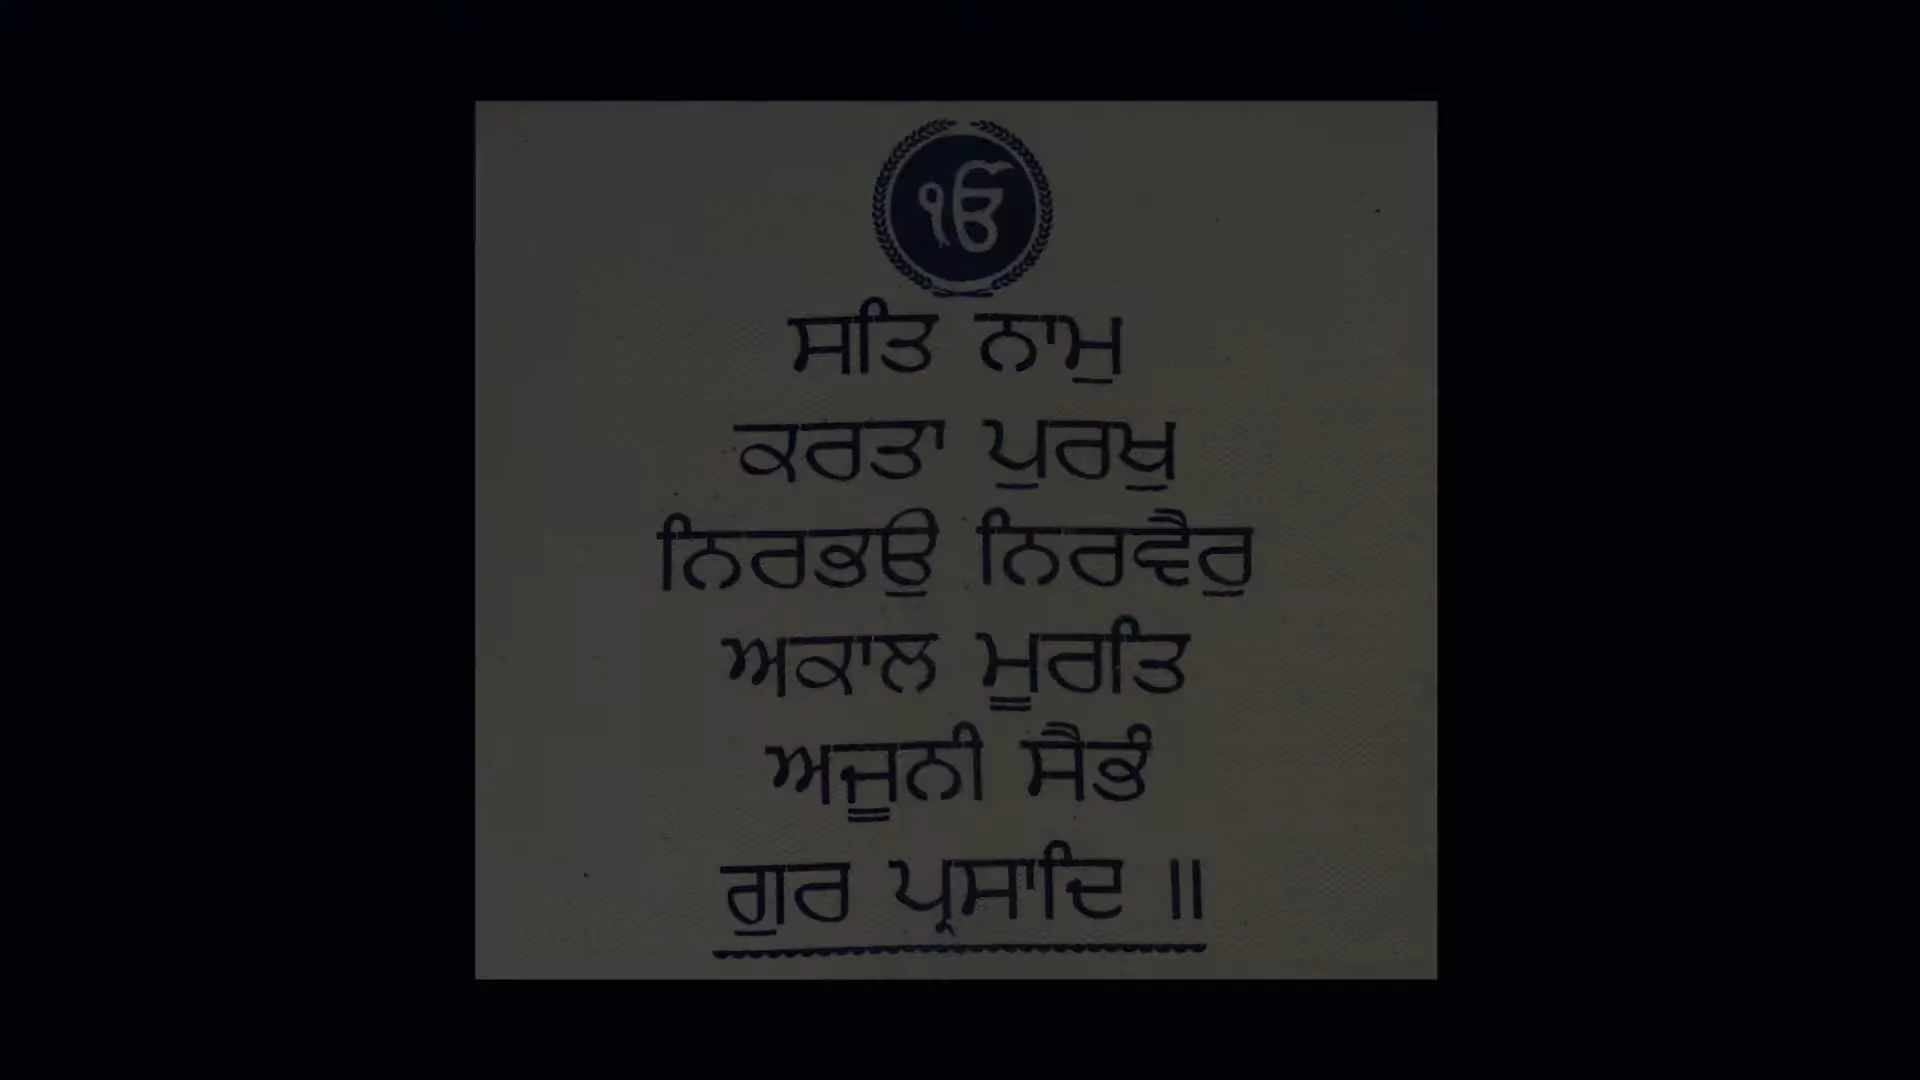 ੴ
ਸਤਿ ਨਾਮੁ
ਕਰਤਾ ਪੁਰਖੁ
ਨਿਰਭਉ ਨਿਰਵੈਰੁ
ਅਕਾਲ ਮੂਰਤਿ
ਅਜੂਨੀ ਸੈਭੰ
ਗੁਰ ਪ੍ਰਸਾਦਿ ॥